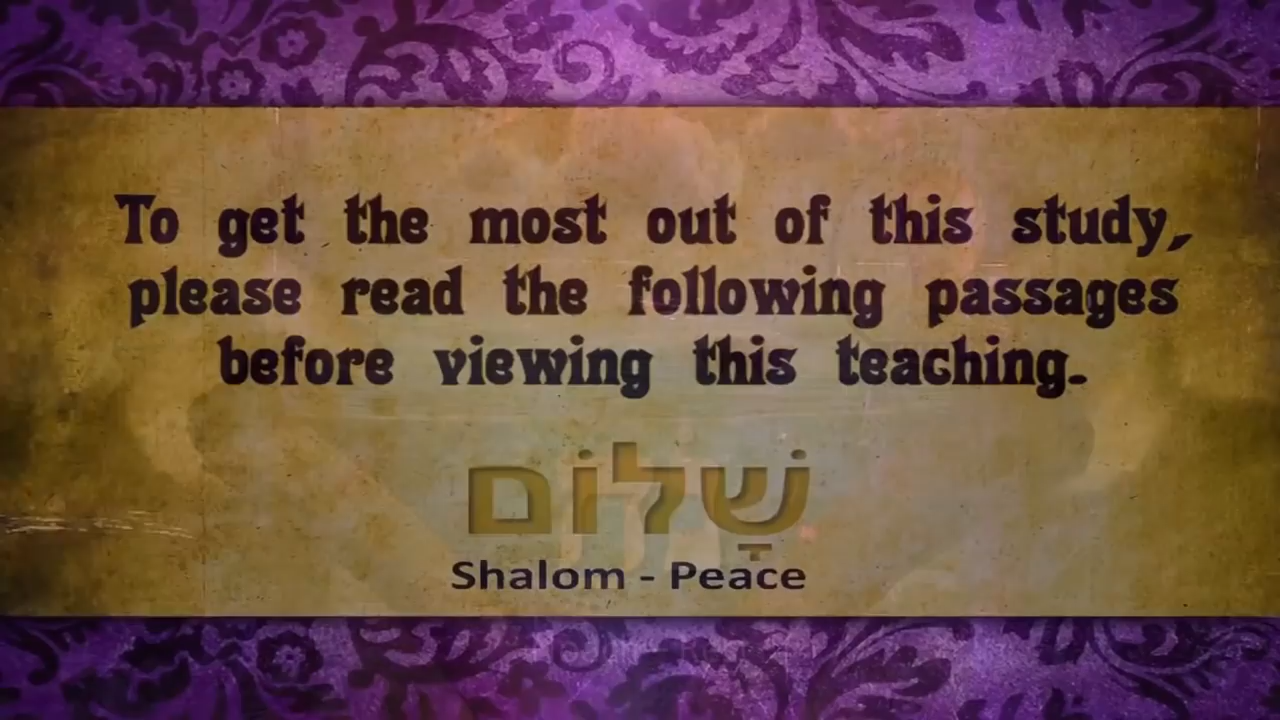 To get the most out of this study,
please read the following passages
before viewing this teaching.
שָׁלוֹם
Shalom - Peace